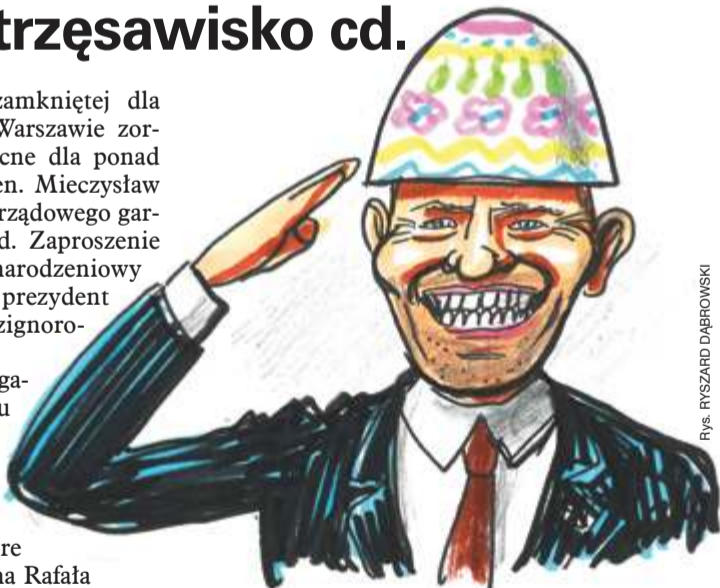 trzęsawisko cd.
zamkniętej dla
Warszawie zor-
cne dla ponad
en. Mieczysław
rządowego gar-
d. Zaproszenie
narodzeniowy
prezydent
zignoro-
ga-
u
re
na Rafała
Rys. RYSZARD DĄBROWSKI